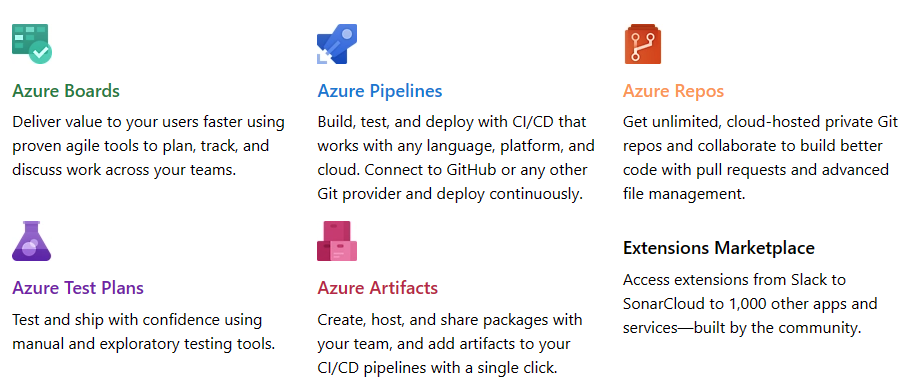 Azure Boards
Deliver value to your users faster using
proven agile tools to plan, track, and
discuss work across your teams.
Azure Pipelines
Build, test, and deploy with CI/CD that
works with any language, platform, and
cloud. Connect to GitHub or any other
Git provider and deploy continuously.
Azure Repos
Get unlimited, cloud-hosted private Git
repos and collaborate to build better
code with pull requests and advanced
file management.
Azure Test Plans
Test and ship with confidence using
manual and exploratory testing tools.
Azure Artifacts
Create, host, and share packages with
your team, and add artifacts to your
CI/CD pipelines with a single click.
Extensions Marketplace
Access extensions from Slack to
SonarCloud to 1,000 other apps and
services—built by the community.